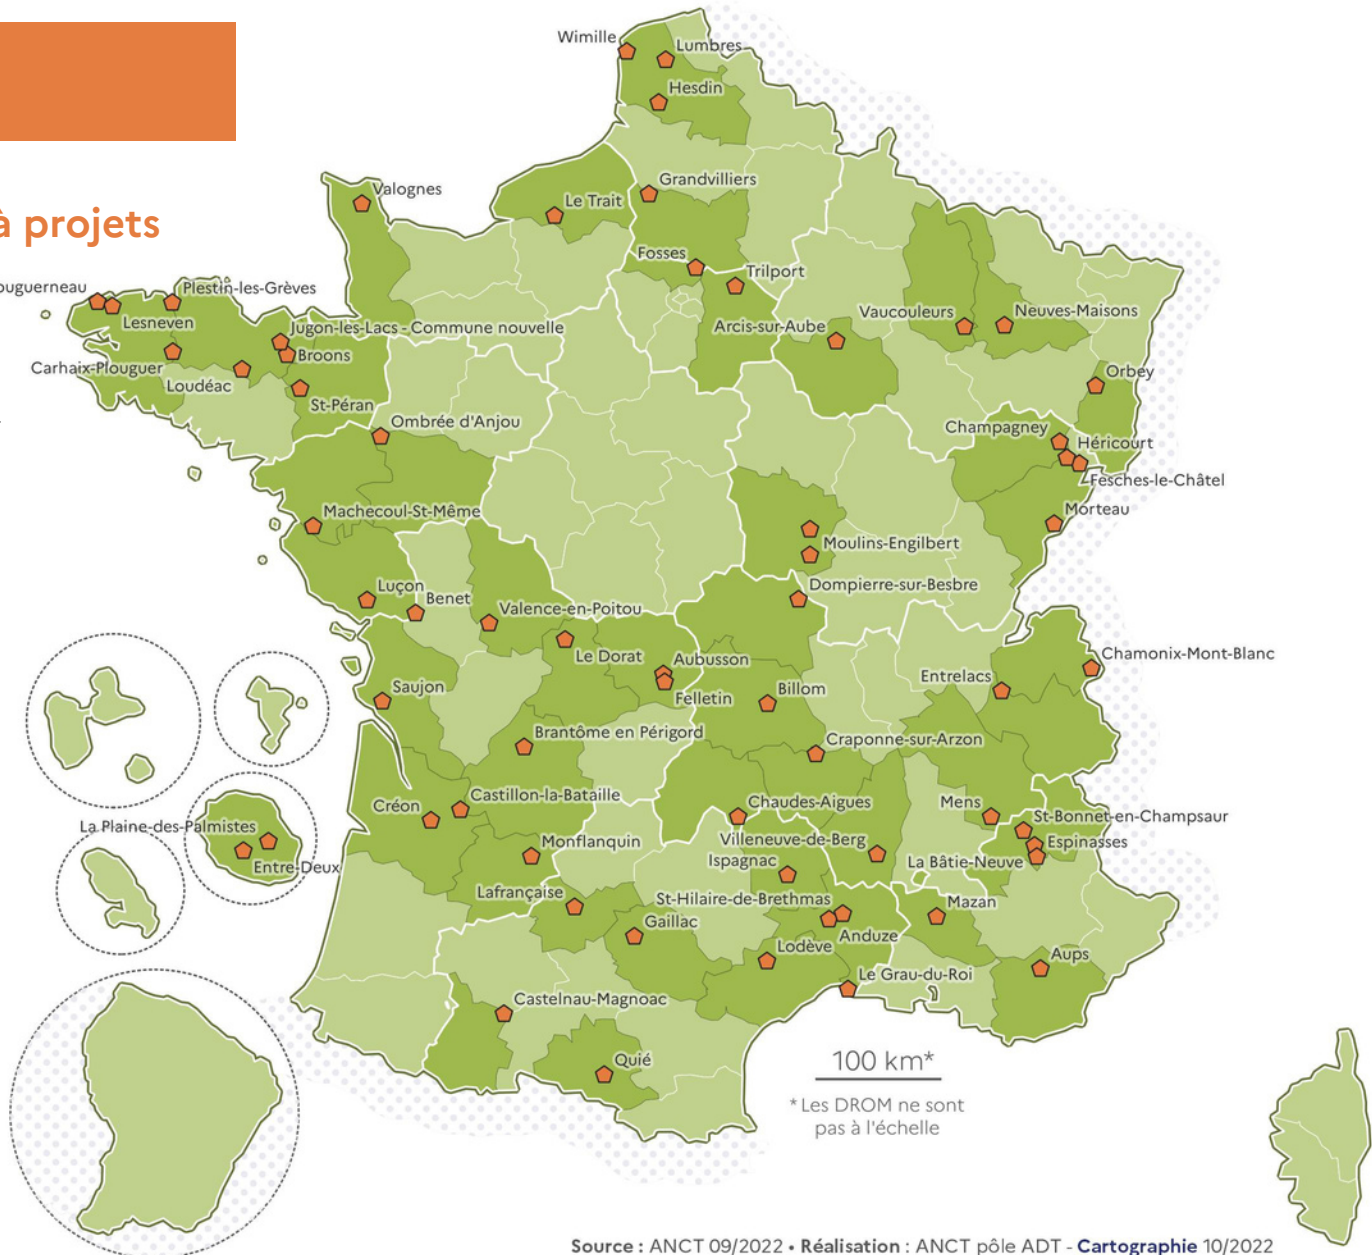 Wimille
Lumbres
Hesdin
Valognes
Le Trait
Grandvilliers
à projets
Fosses
Trilport
ouguerneau
Plestin-les-Grèves
Lesneven
Jugon-les-Lacs - Commune nouvelle
Arcis-sur-Aube
Vaucouleurs
Neuves-Maisons
Broons
Carhaix-Plouguer
Loudéac
Orbey
St-Péran
Ombrée d'Anjou
Champagney
Héricourt
Fesches-le-Châtel
Machecoul-St-Même
Morteau
Moulins-Engilbert
Luçon
Benet
Valence-en-Poitou
Dompierre-sur-Besbre
Le Dorat
Aubusson
Chamonix-Mont-Blanc
Entrelacs
Saujon
Felletin
Billom
Brantôme en Périgord
Craponne-sur-Arzon
Créon
Castillon-la-Bataille
Chaudes-Aigues
Mens
St-Bonnet-en-Champsaur
La Plaine-des-Palmistes
Monflanquin
Villeneuve-de-Berg
Espinasses
Entre-Deux
Ispagnac
La Bâtie-Neuve
Lafrançaise
St-Hilaire-de-Brethmas
Mazan
Gaillac
Anduze
Lodève
Aups
Le Grau-du-Roi
Castelnau-Magnoac
Quié
100 km*
* Les DROM ne sont
pas à l'échelle
Source : ANCT 09/2022 • Réalisation : ANCT pôle ADT - Cartographie 10/2022